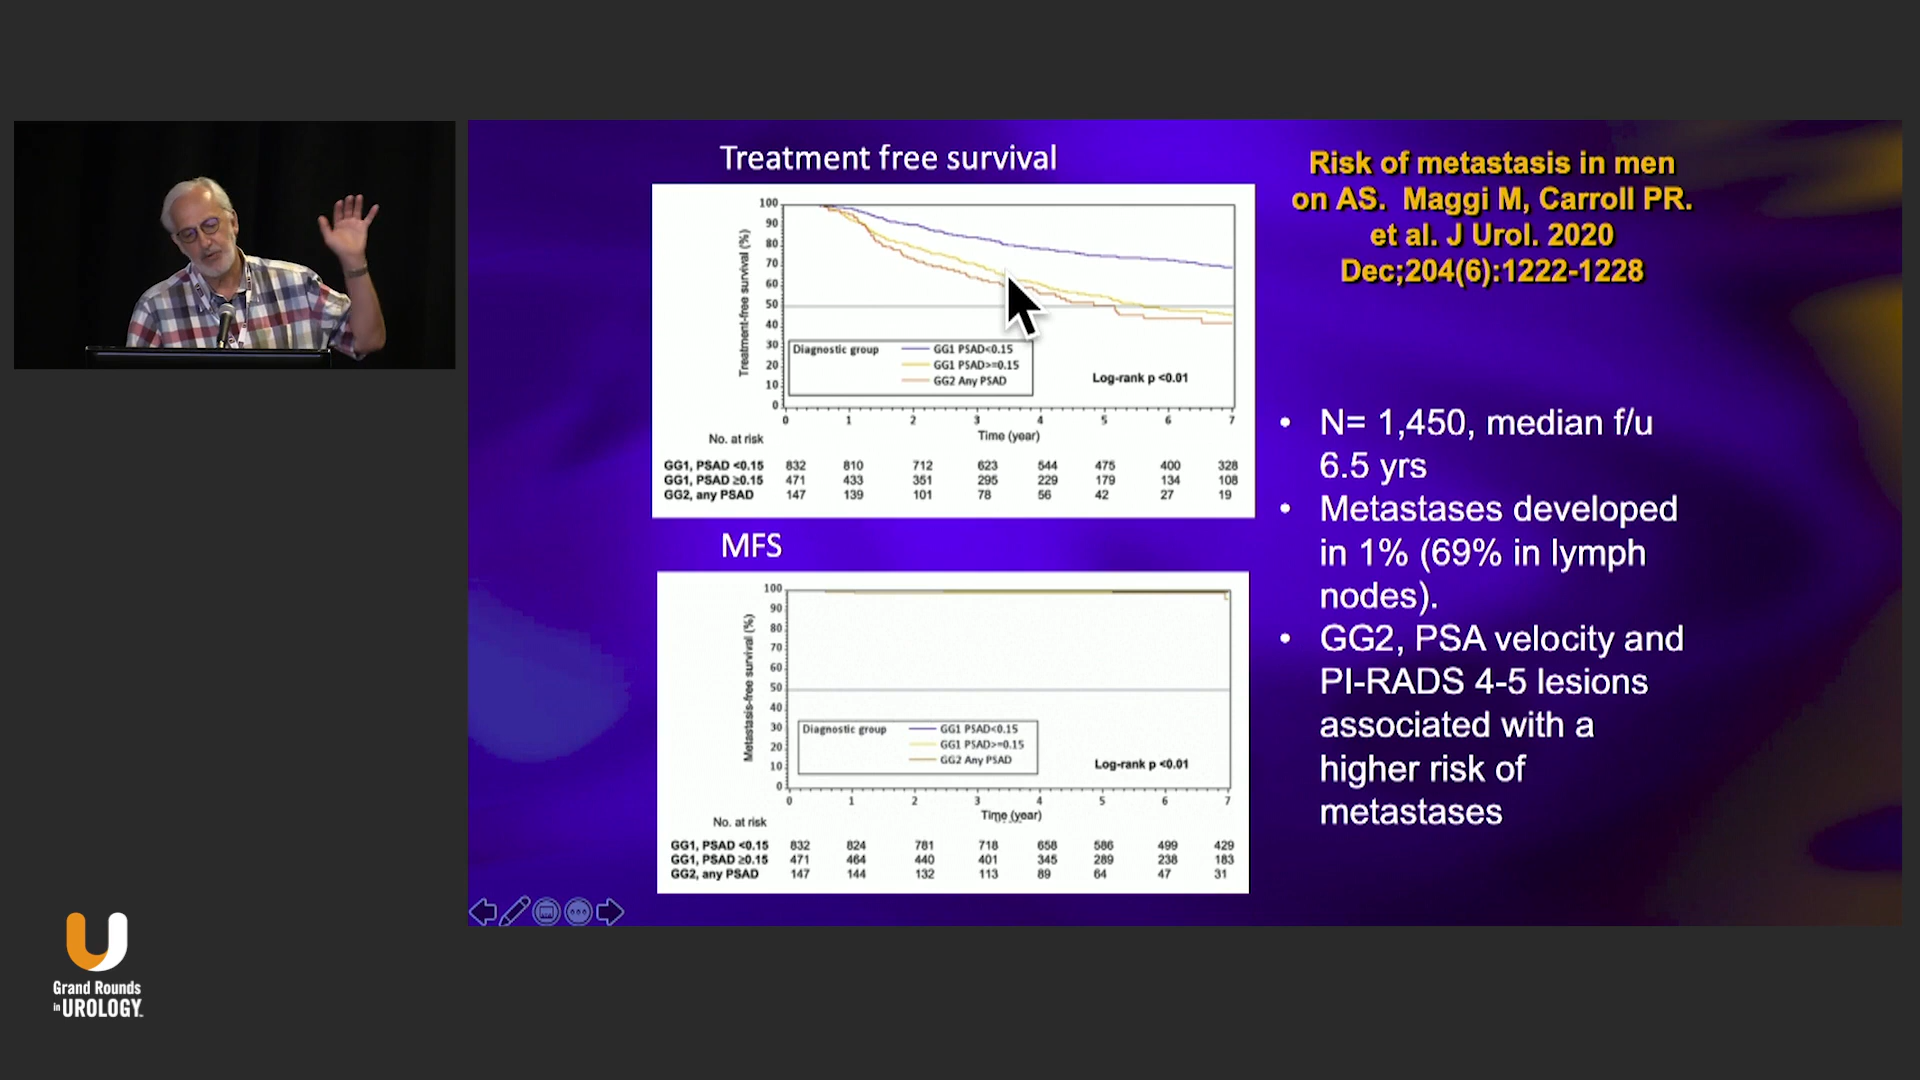 Treatment free survival
Treatment-free survival (%)
100
90
80
70
60
50
40
30
20
10
0
Diagnostic group
GG1 PSAD<0.15
GG1 PSAD>=0.15
GG2 Any PSAD
Log-rank p <0.01
0 1 2 3 4 5 6 7
Time (year)
No. at risk
GG1, PSAD <0.15 832 810 712 623 544 475 400 328
GG1, PSAD ≥0.15 471 433 351 295 229 179 134 108
GG2, any PSAD 147 139 101 78 56 42 27 19
MFS
Metastasis-free survival (%)
100
90
80
70
60
50
40
30
20
10
0
Diagnostic group
GG1 PSAD<0.15
GG1 PSAD>=0.15
GG2 Any PSAD
Log-rank p <0.01
0 1 2 3 4 5 6 7
Time (year)
No. at risk
GG1, PSAD <0.15 832 824 781 718 658 586 499 429
GG1, PSAD ≥0.15 471 464 440 401 345 289 238 183
GG2, any PSAD 147 144 132 113 89 64 47 31
Risk of metastasis in men
on AS. Maggi M, Carroll PR.
et al. J Urol. 2020
Dec;204(6):1222-1228
• N= 1,450, median f/u
6.5 yrs
• Metastases developed
in 1% (69% in lymph
nodes).
• GG2, PSA velocity and
PI-RADS 4-5 lesions
associated with a
higher risk of
metastases
Grand Rounds
in UROLOGY